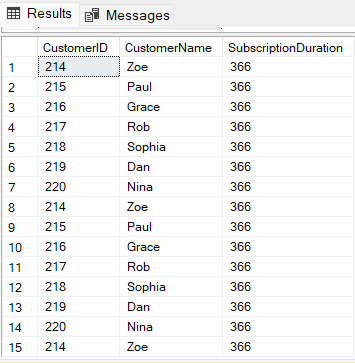 Results Messages
CustomerID CustomerName SubscriptionDuration
1 214 Zoe 366
2 215 Paul 366
3 216 Grace 366
4 217 Rob 366
5 218 Sophia 366
6 219 Dan 366
7 220 Nina 366
8 214 Zoe 366
9 215 Paul 366
10 216 Grace 366
11 217 Rob 366
12 218 Sophia 366
13 219 Dan 366
14 220 Nina 366
15 214 Zoe 366